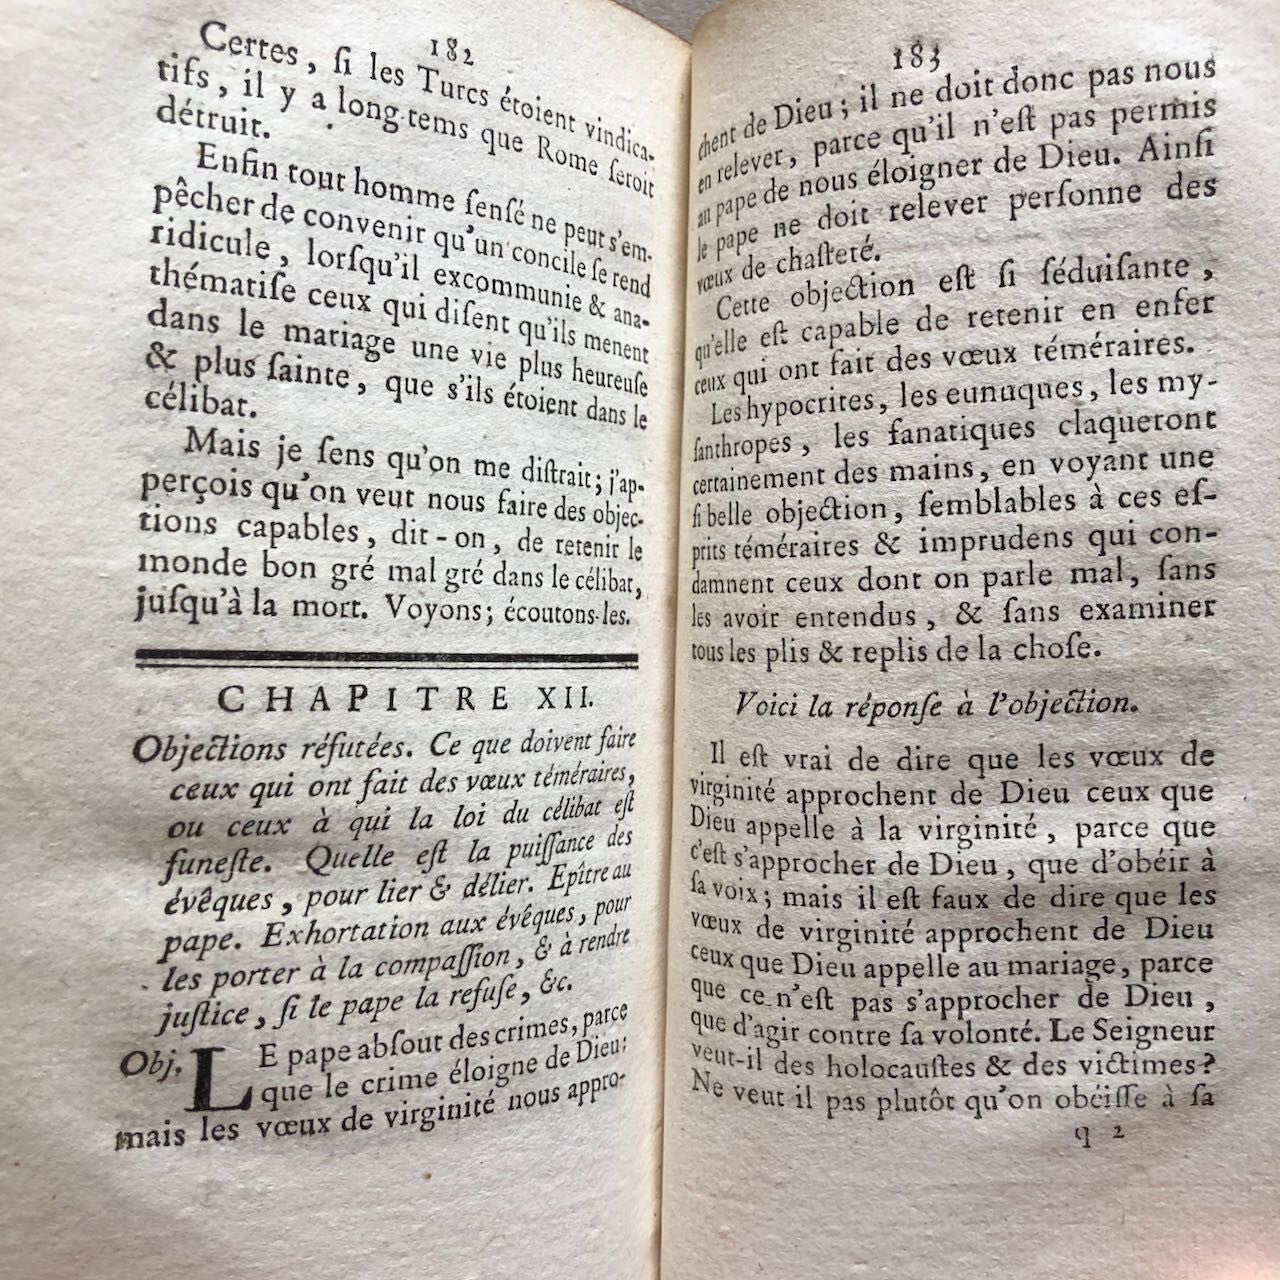 182
Certes, ſi les Turcs étoient vindica-
tifs, il y a long-tems que Rome ſeroit
détruit.
Enfin tout homme ſenſé ne peut s'em-
pêcher de convenir qu'un concile ſe rend
ridicule, lorſqu'il excommunie & ana-
thématiſe ceux qui diſent qu'ils menent
dans le mariage une vie plus heureuſe
& plus ſainte, que s'ils étoient dans le
célibat.
Mais je ſens qu'on me diſtrait; j'ap-
perçois qu'on veut nous faire des objec-
tions capables, dit-on, de retenir le
monde bon gré mal gré dans le célibat,
juſqu'à la mort. Voyons; écoutons-les.
CHAPITRE XII.
Objections réfutées. Ce que doivent faire
ceux qui ont fait des vœux téméraires,
ou ceux à qui la loi du célibat eſt
funeſte. Quelle eſt la puiſſance des
évêques, pour lier & délier. Epître au
pape. Exhortation aux évêques, pour
les porter à la compaſſion, & à rendre
juſtice, ſi le pape la refuſe, &c.
Obj. LE pape abſout des crimes, parce
que le crime éloigne de Dieu:
mais les vœux de virginité nous appro-
183
chent de Dieu; il ne doit donc pas nous
en relever, parce qu'il n'eſt pas permis
au pape de nous éloigner de Dieu. Ainſi
le pape ne doit relever perſonne des
vœux de chaſteté.
Cette objection eſt ſi ſéduiſante,
qu'elle eſt capable de retenir en enfer
ceux qui ont fait des vœux téméraires.
Les hypocrites, les eunuques, les my-
ſanthropes, les fanatiques claqueront
certainement des mains, en voyant une
ſi belle objection, ſemblables à ces eſ-
prits téméraires & imprudens qui con-
damnent ceux dont on parle mal, ſans
les avoir entendus, & ſans examiner
tous les plis & replis de la choſe.
Voici la réponſe à l'objection.
Il eſt vrai de dire que les vœux de
virginité approchent de Dieu ceux que
Dieu appelle à la virginité, parce que
c'eſt s'approcher de Dieu, que d'obéir à
ſa voix; mais il eſt faux de dire que les
vœux de virginité approchent de Dieu
ceux que Dieu appelle au mariage, parce
que ce n'eſt pas s'approcher de Dieu,
que d'agir contre ſa volonté. Le Seigneur
veut-il des holocauſtes & des victimes?
Ne veut il pas plutôt qu'on obéiſſe à ſa
q 2